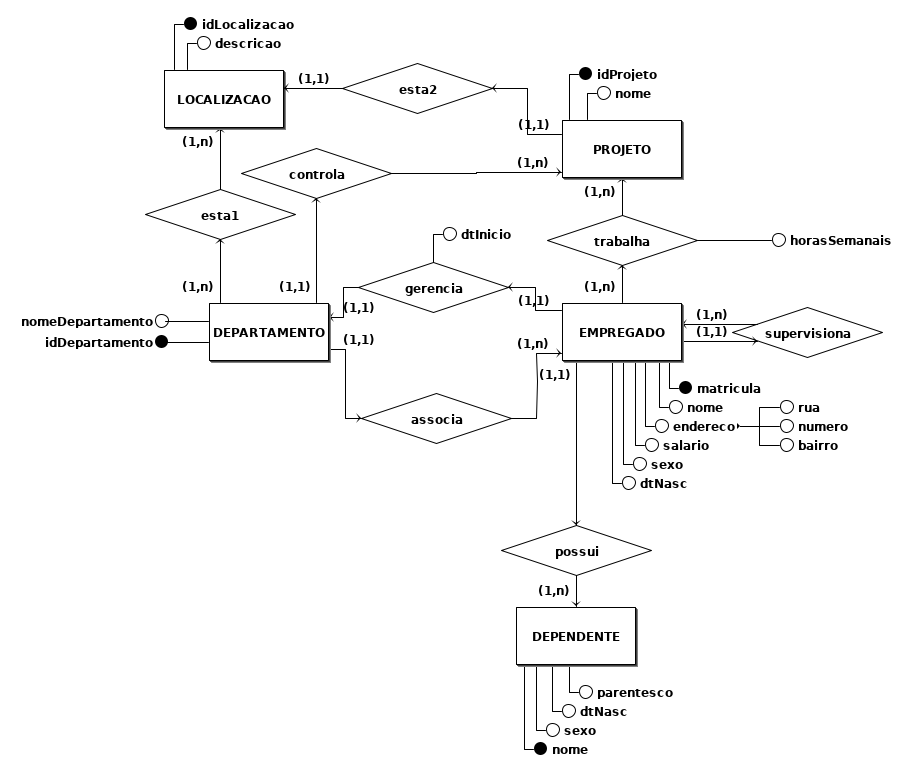 idLocalizacao
descricao
LOCALIZACAO
(1,1)
esta2
idProjeto
nome
(1,1)
PROJETO
(1,n)
controla
(1,n)
(1,n)
esta1
trabalha
horasSemanais
dtInicio
(1,n)
(1,1)
gerencia
(1,n)
(1,1)
(1,1)
nomeDepartamento
idDepartamento
DEPARTAMENTO
EMPREGADO
(1,n)
(1,1)
supervisiona
(1,1)
(1,n)
(1,1)
associa
matricula
nome
endereco
rua
numero
bairro
salario
sexo
dtNasc
possui
(1,n)
DEPENDENTE
parentesco
dtNasc
sexo
nome